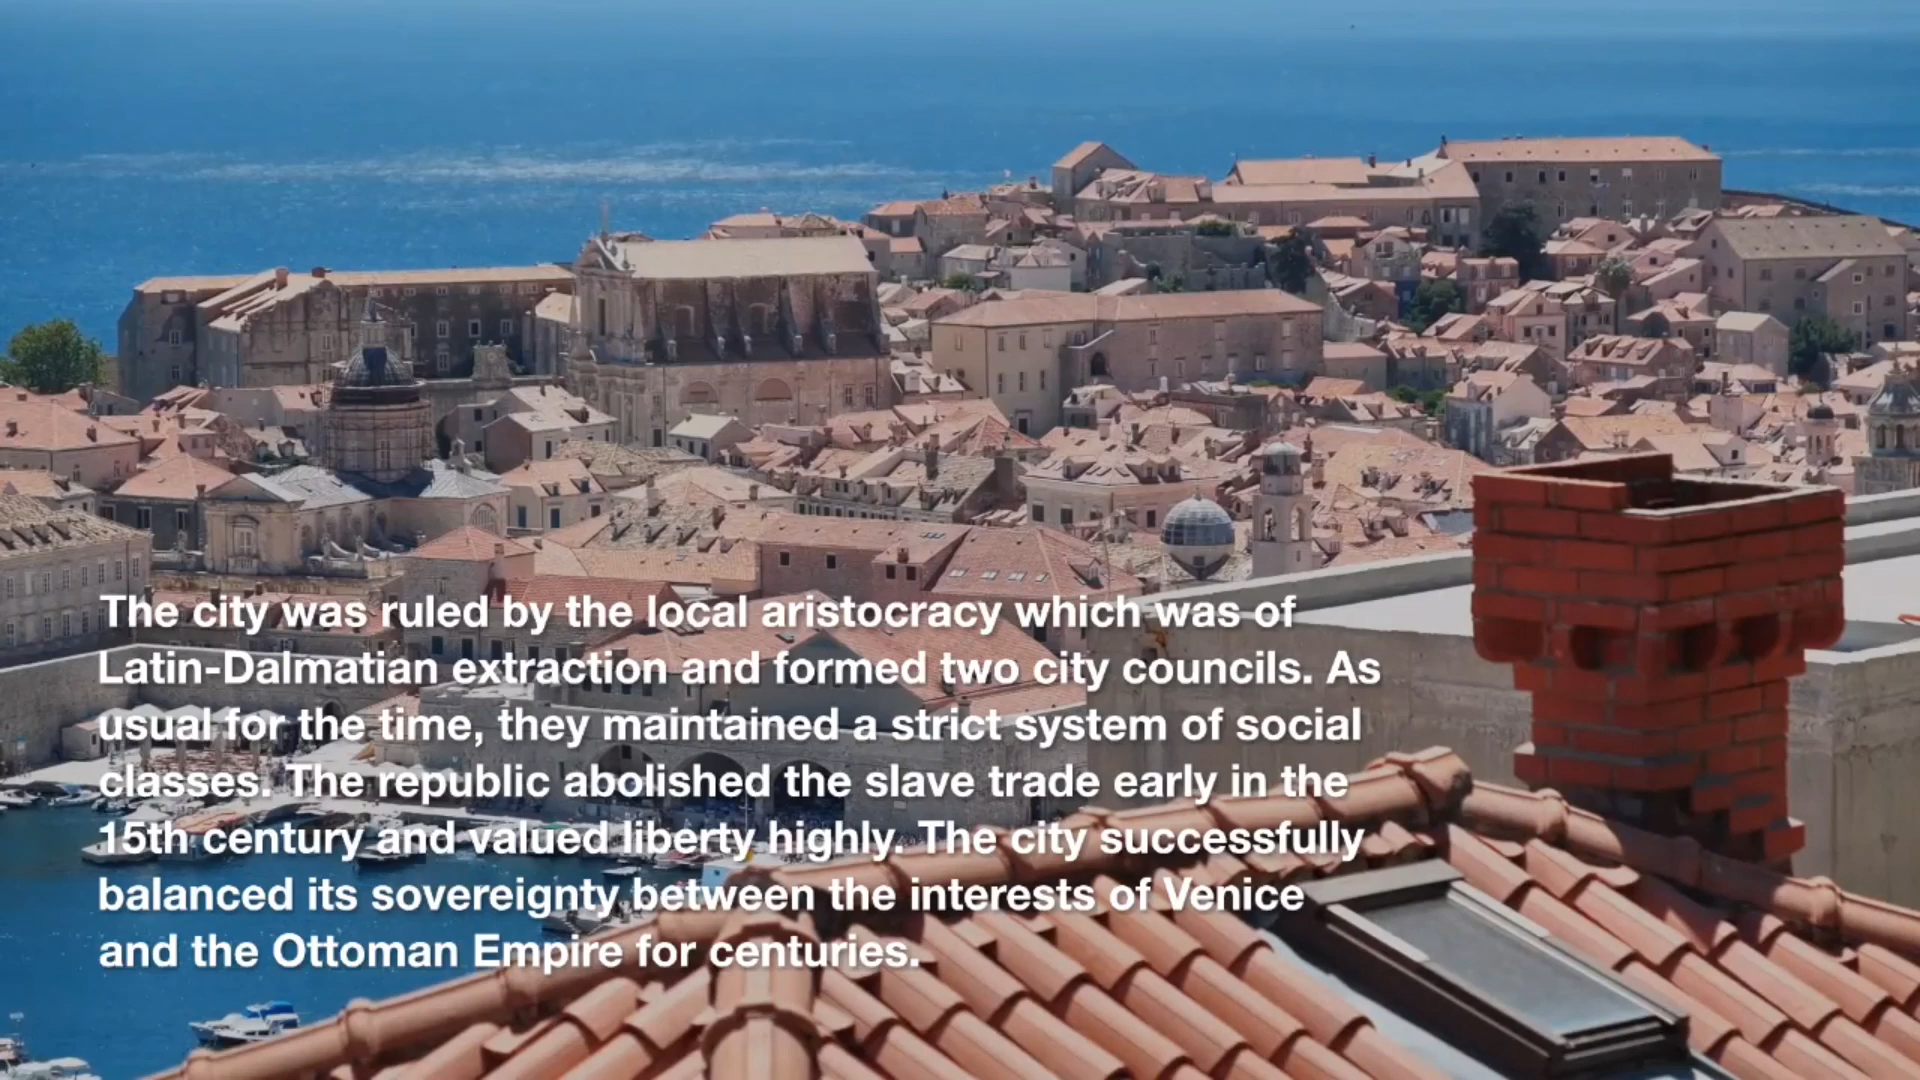 The city was ruled by the local aristocracy which was of
Latin-Dalmatian extraction and formed two city councils. As
usual for the time, they maintained a strict system of social
classes. The republic abolished the slave trade early in the
15th century and valued liberty highly. The city successfully
balanced its sovereignty between the interests of Venice
and the Ottoman Empire for centuries.